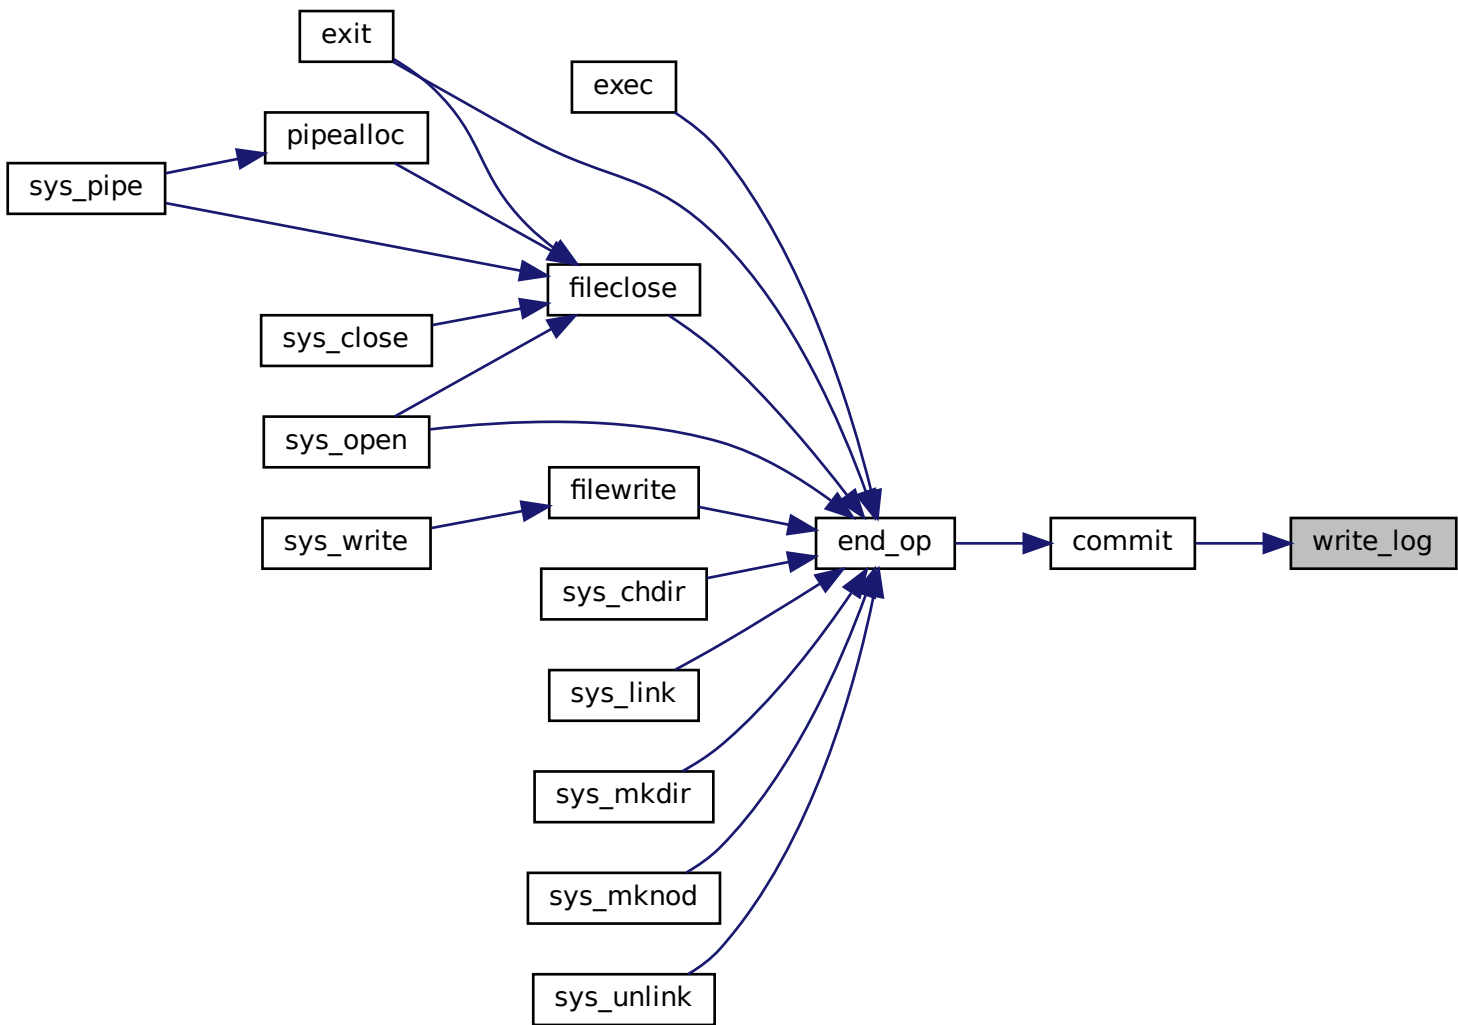 exit
exec
pipealloc
sys_pipe
fileclose
sys_close
sys_open
filewrite
sys_write
end_op
commit
write_log
sys_chdir
sys_link
sys_mkdir
sys_mknod
sys_unlink